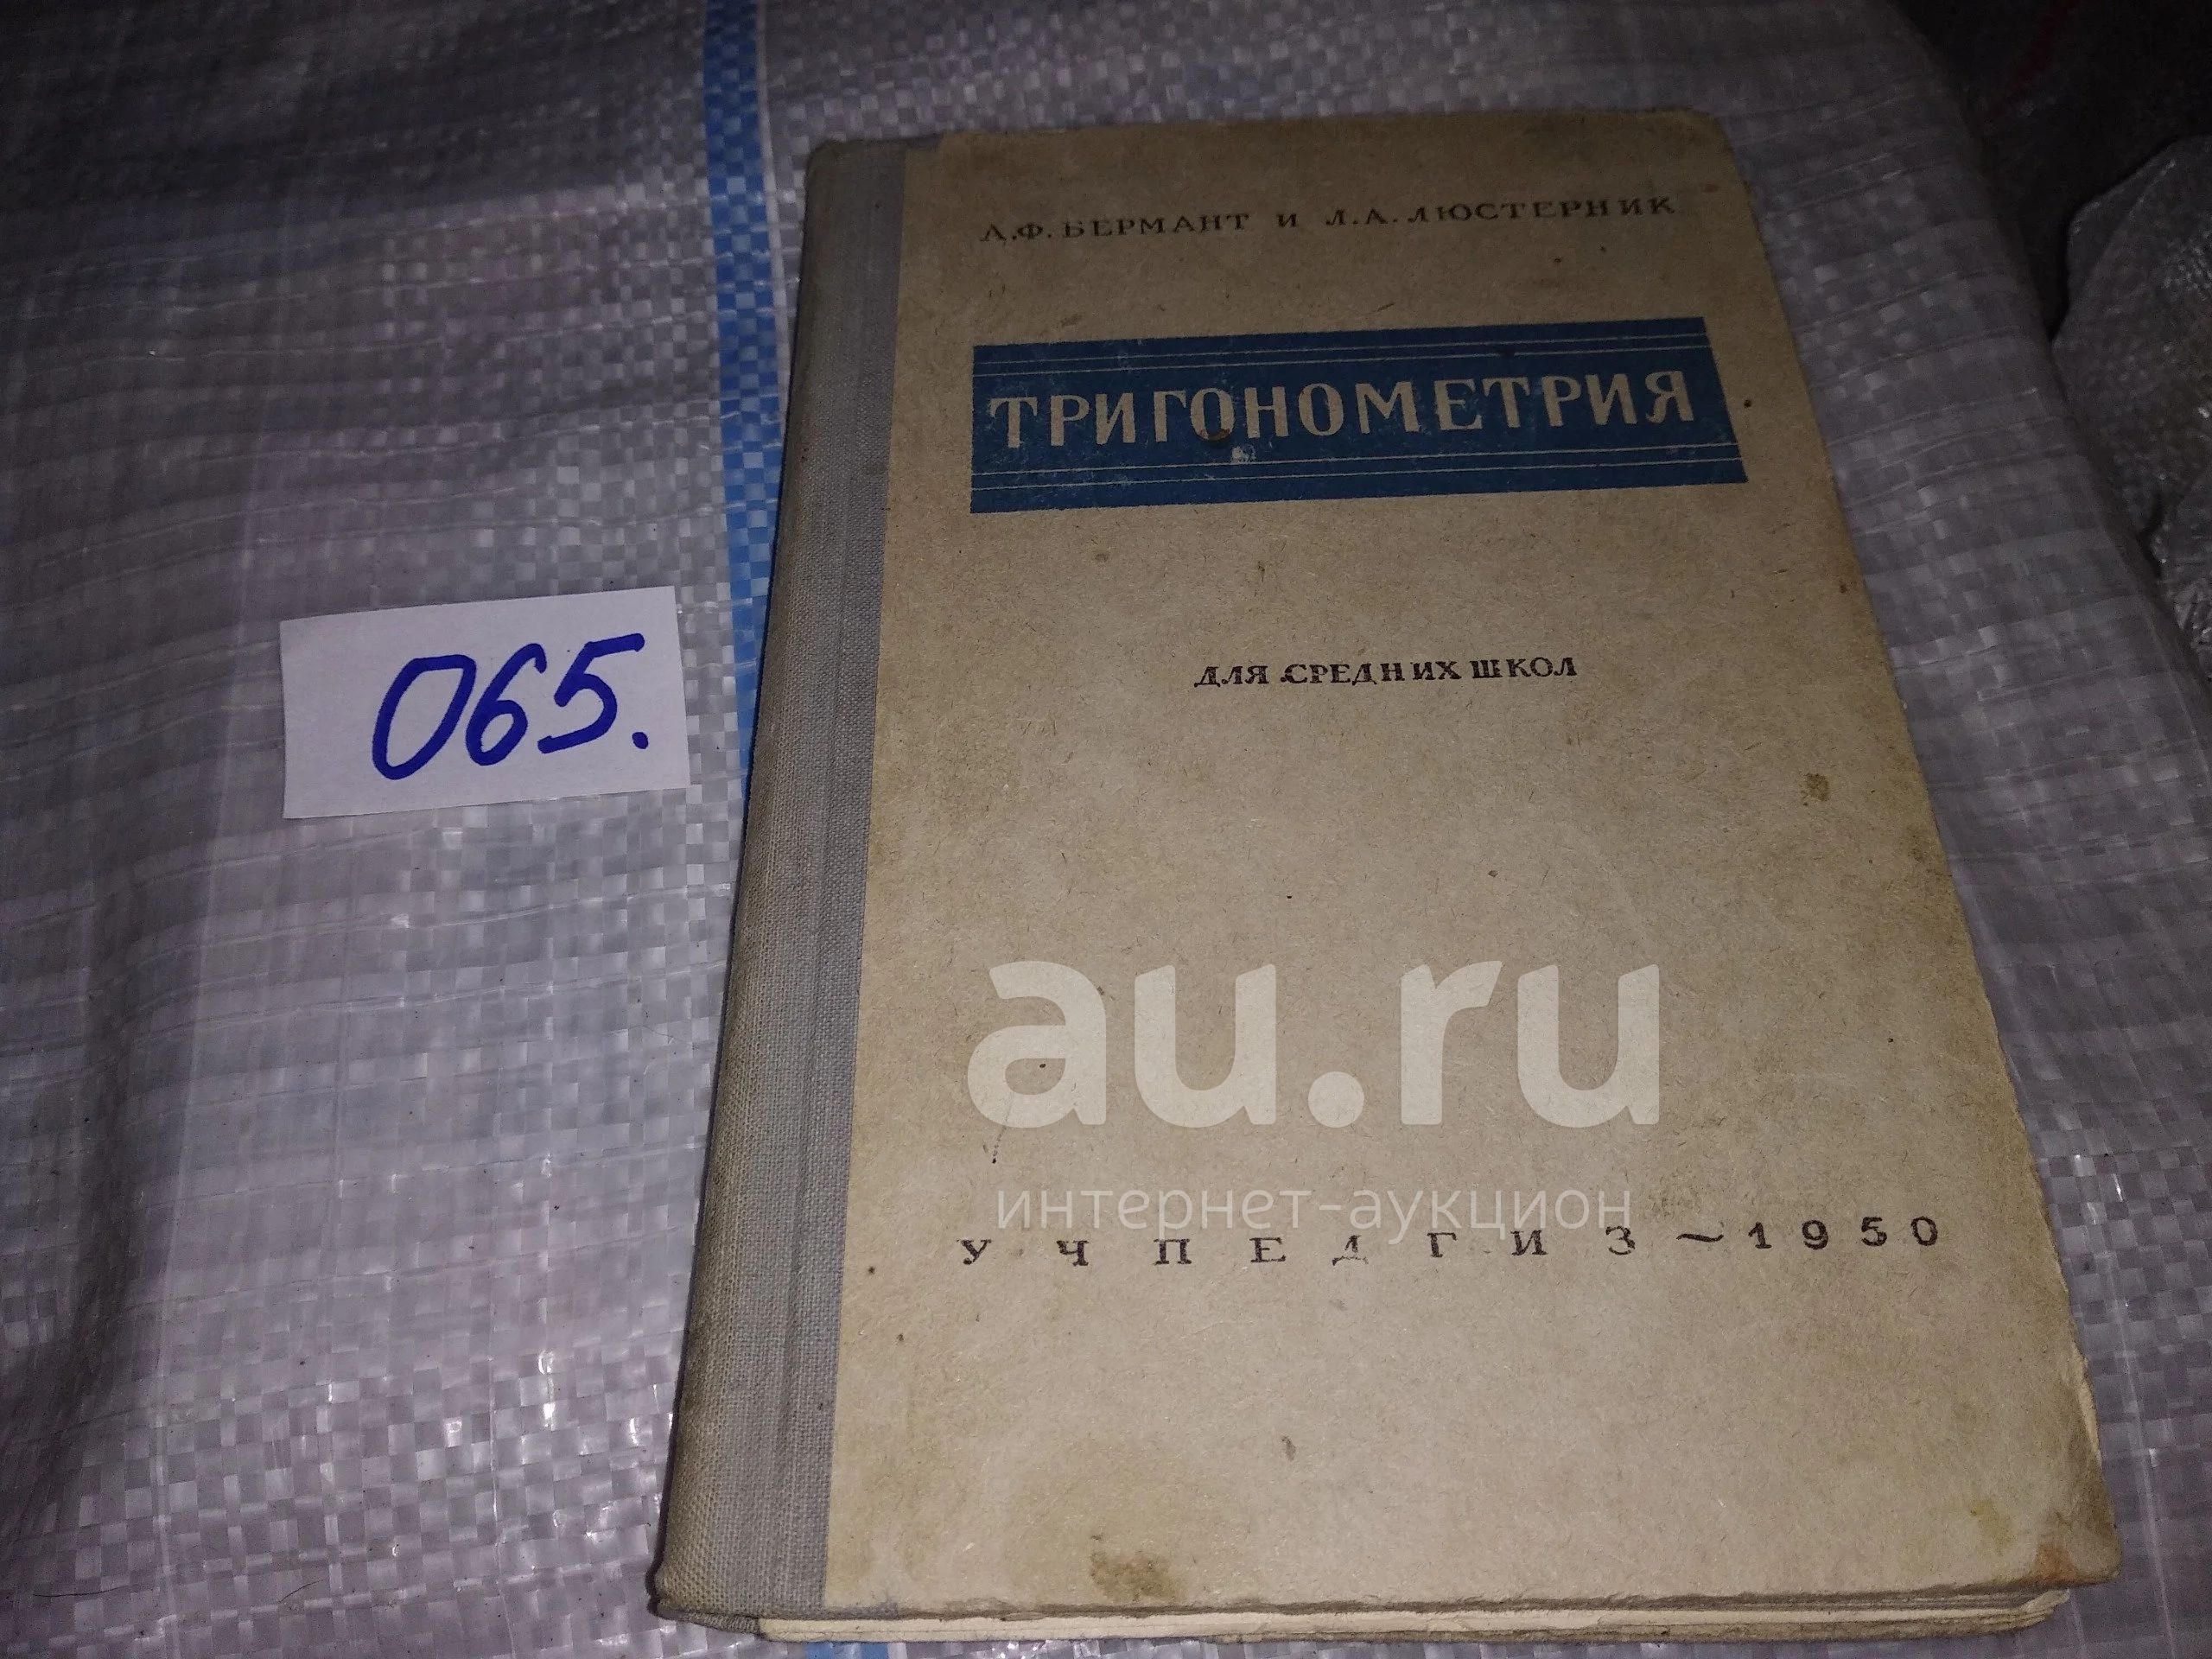 А.Ф. БЕРМАНТ И Л.А. ЛЮСТЕРНИК
ТРИГОНОМЕТРИЯ
ДЛЯ СРЕДНИХ ШКОЛ
065.
au.ru
интернет-аукцион
УЧПЕДГИЗ ~ 1950